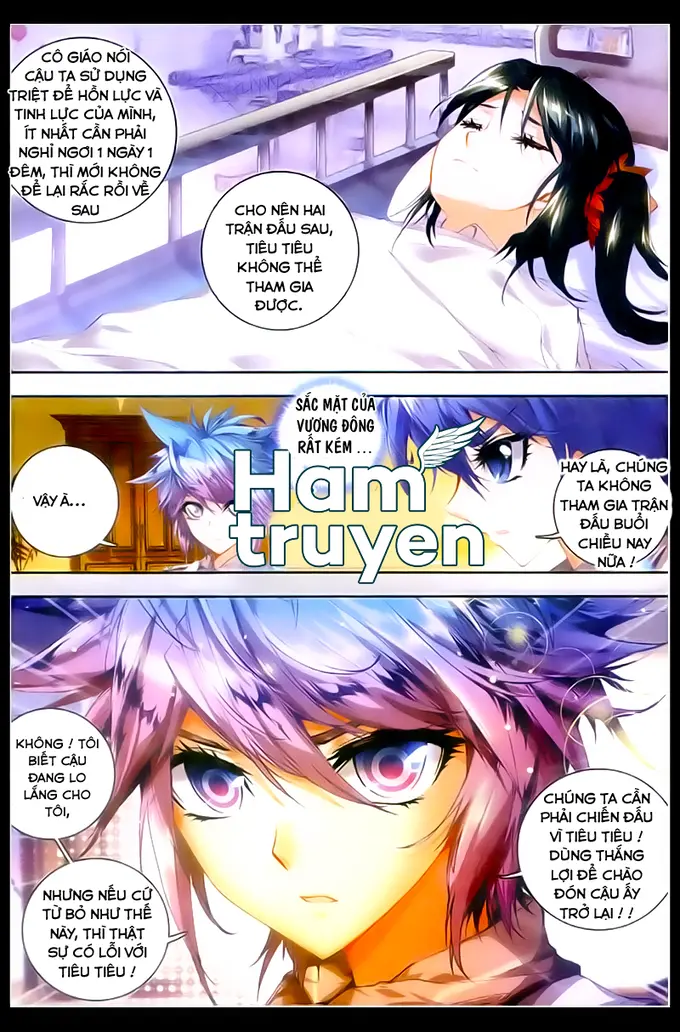 CÔ GIÁO NÓI
CẬU TA SỬ DỤNG
TRIỆT ĐỂ HỒN LỰC VÀ
TINH LỰC CỦA MÌNH,
ÍT NHẤT CẦN PHẢI
NGHỈ NGƠI 1 NGÀY 1
ĐÊM, THÌ MỚI KHÔNG
ĐỂ LẠI RẮC RỒI VỀ
SAU
CHO NÊN HAI
TRẬN ĐẤU SAU,
TIÊU TIÊU
KHÔNG THỂ
THAM GIA
ĐƯỢC.
VẬY À...
SẮC MẶT CỦA
VƯƠNG ĐÔNG
RẤT KÉM ...
HAY LÀ, CHÚNG
TA KHÔNG
THAM GIA TRẬN
ĐẤU BUỔI
CHIỀU NAY
NỮA !
Ham
truyen
KHÔNG ! TÔI
BIẾT CẬU
ĐANG LO
LẮNG CHO
TÔI,
NHƯNG NẾU CỨ
TỪ BỎ NHƯ THẾ
NÀY, THÌ THẬT
SỰ CÓ LỖI VỚI
TIÊU TIÊU !
CHÚNG TA CẦN
PHẢI CHIẾN ĐẤU
VÌ TIÊU TIÊU !
DÙNG THẮNG
LỢI ĐỂ CHÀO
ĐÓN CẬU ẤY
TRỞ LẠI ! !